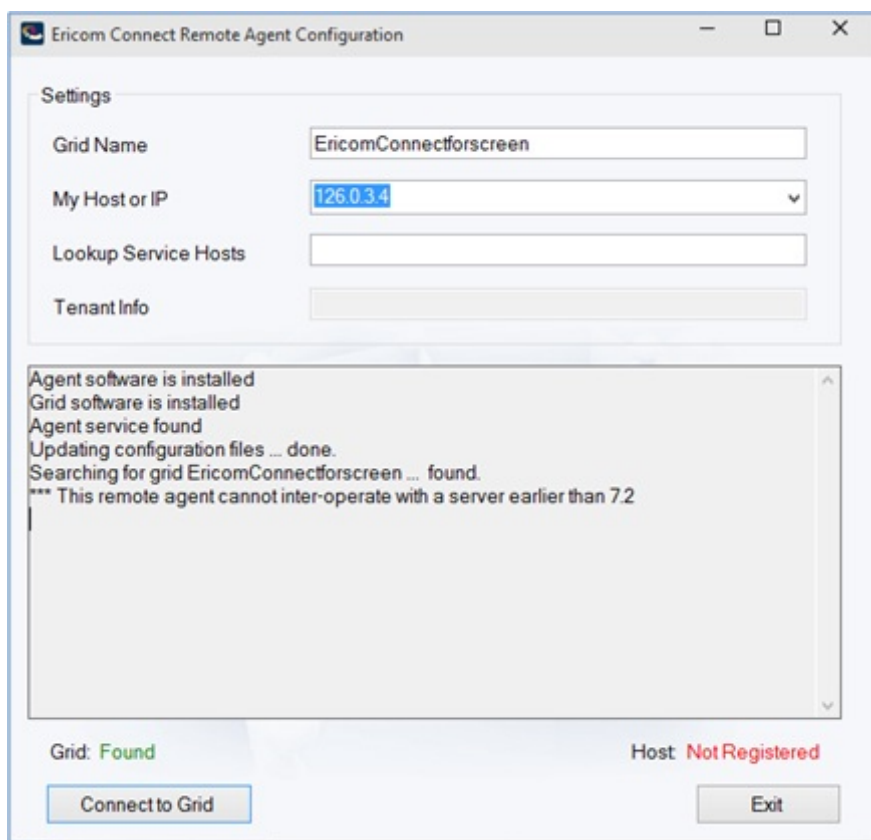 Ericom Connect Remote Agent Configuration
Settings
Grid Name EricomConnectforscreen
My Host or IP 126.0.3.4
Lookup Service Hosts
Tenant Info
Agent software is installed
Grid software is installed
Agent service found
Updating configuration files ... done.
Searching for grid EricomConnectforscreen ... found.
*** This remote agent cannot inter-operate with a server earlier than 7.2
Grid: Found Host: Not Registered
Connect to Grid Exit